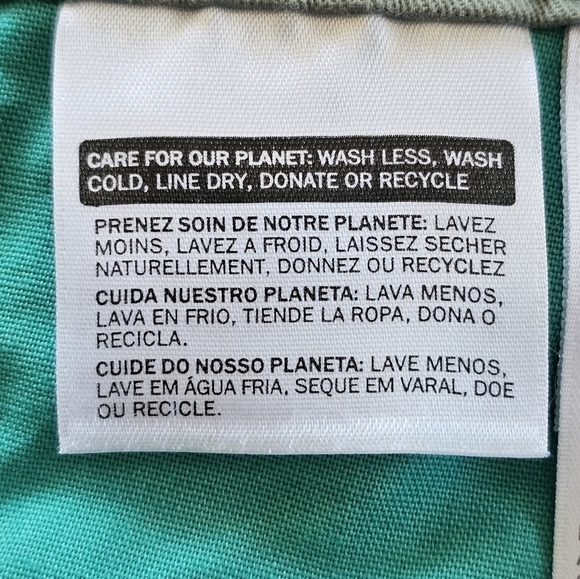 CARE FOR OUR PLANET: WASH LESS, WASH
COLD, LINE DRY, DONATE OR RECYCLE
PRENEZ SOIN DE NOTRE PLANETE: LAVEZ
MOINS, LAVEZ A FROID, LAISSEZ SECHER
NATURELLEMENT, DONNEZ OU RECYCLEZ
CUIDA NUESTRO PLANETA: LAVA MENOS,
LAVA EN FRIO, TIENDE LA ROPA, DONA O
RECICLA.
CUIDE DO NOSSO PLANETA: LAVE MENOS,
LAVE EM ÁGUA FRIA, SEQUE EM VARAL, DOE
OU RECICLE.